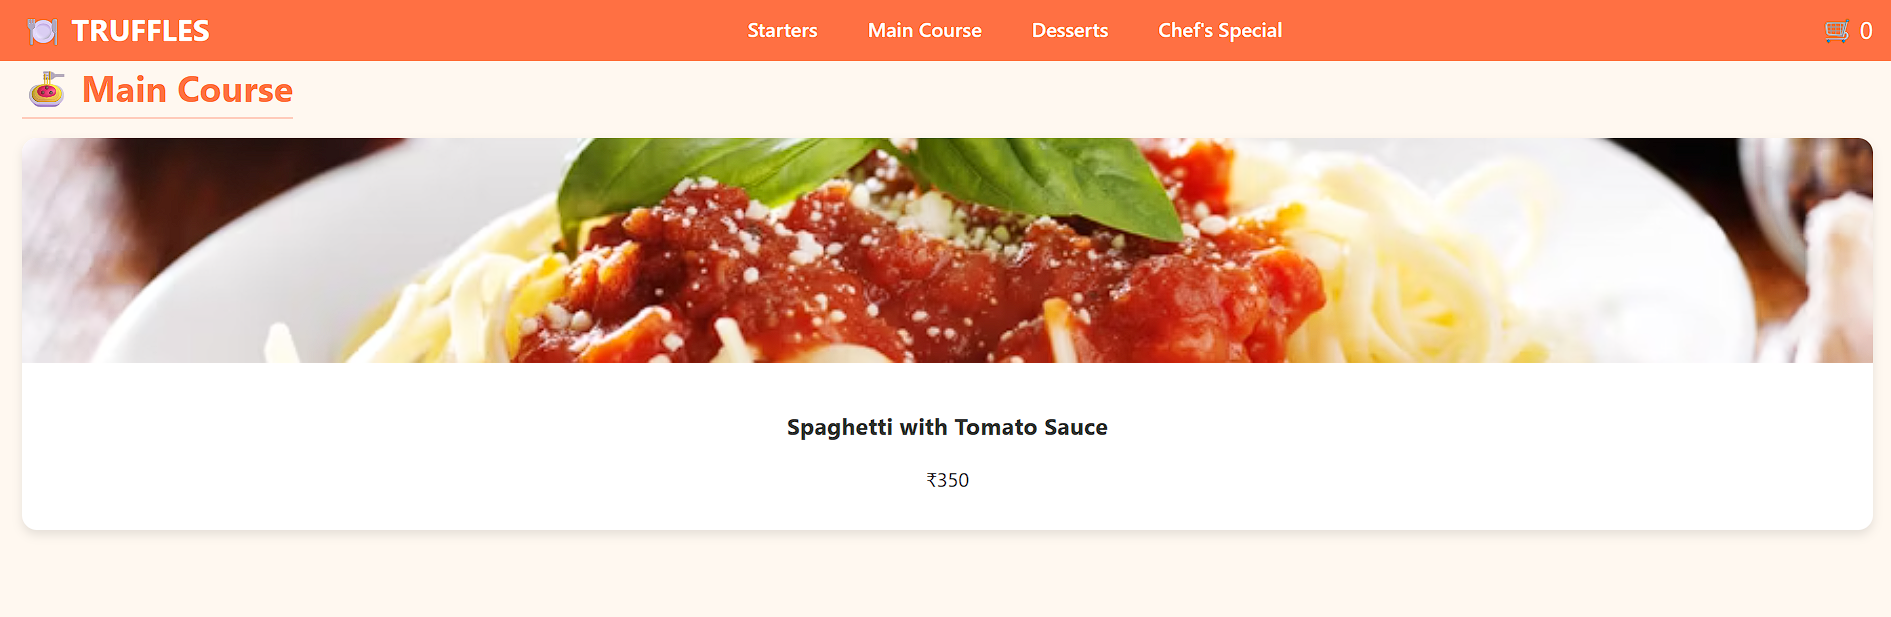 TRUFFLES
Starters
Main Course
Desserts
Chef's Special
0
Main Course
Spaghetti with Tomato Sauce
₹350